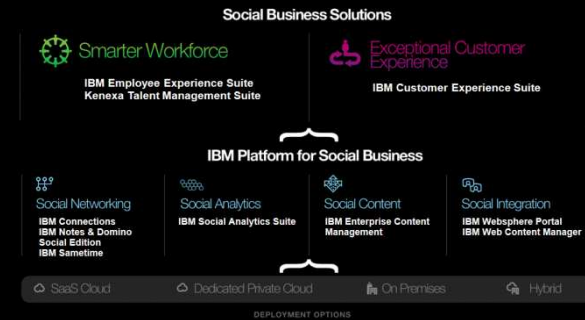 Social Business Solutions
Smarter Workforce
IBM Employee Experience Suite
Kenexa Talent Management Suite
Exceptional Customer
Experience
IBM Customer Experience Suite
IBM Platform for Social Business
Social Networking
IBM Connections
IBM Notes & Domino
Social Edition
IBM Sametime
Social Analytics
IBM Social Analytics Suite
Social Content
IBM Enterprise Content
Management
Social Integration
IBM Websphere Portal
IBM Web Content Manager
SaaS Cloud
Dedicated Private Cloud
On Premises
Hybrid
DEPLOYMENT OPTIONS